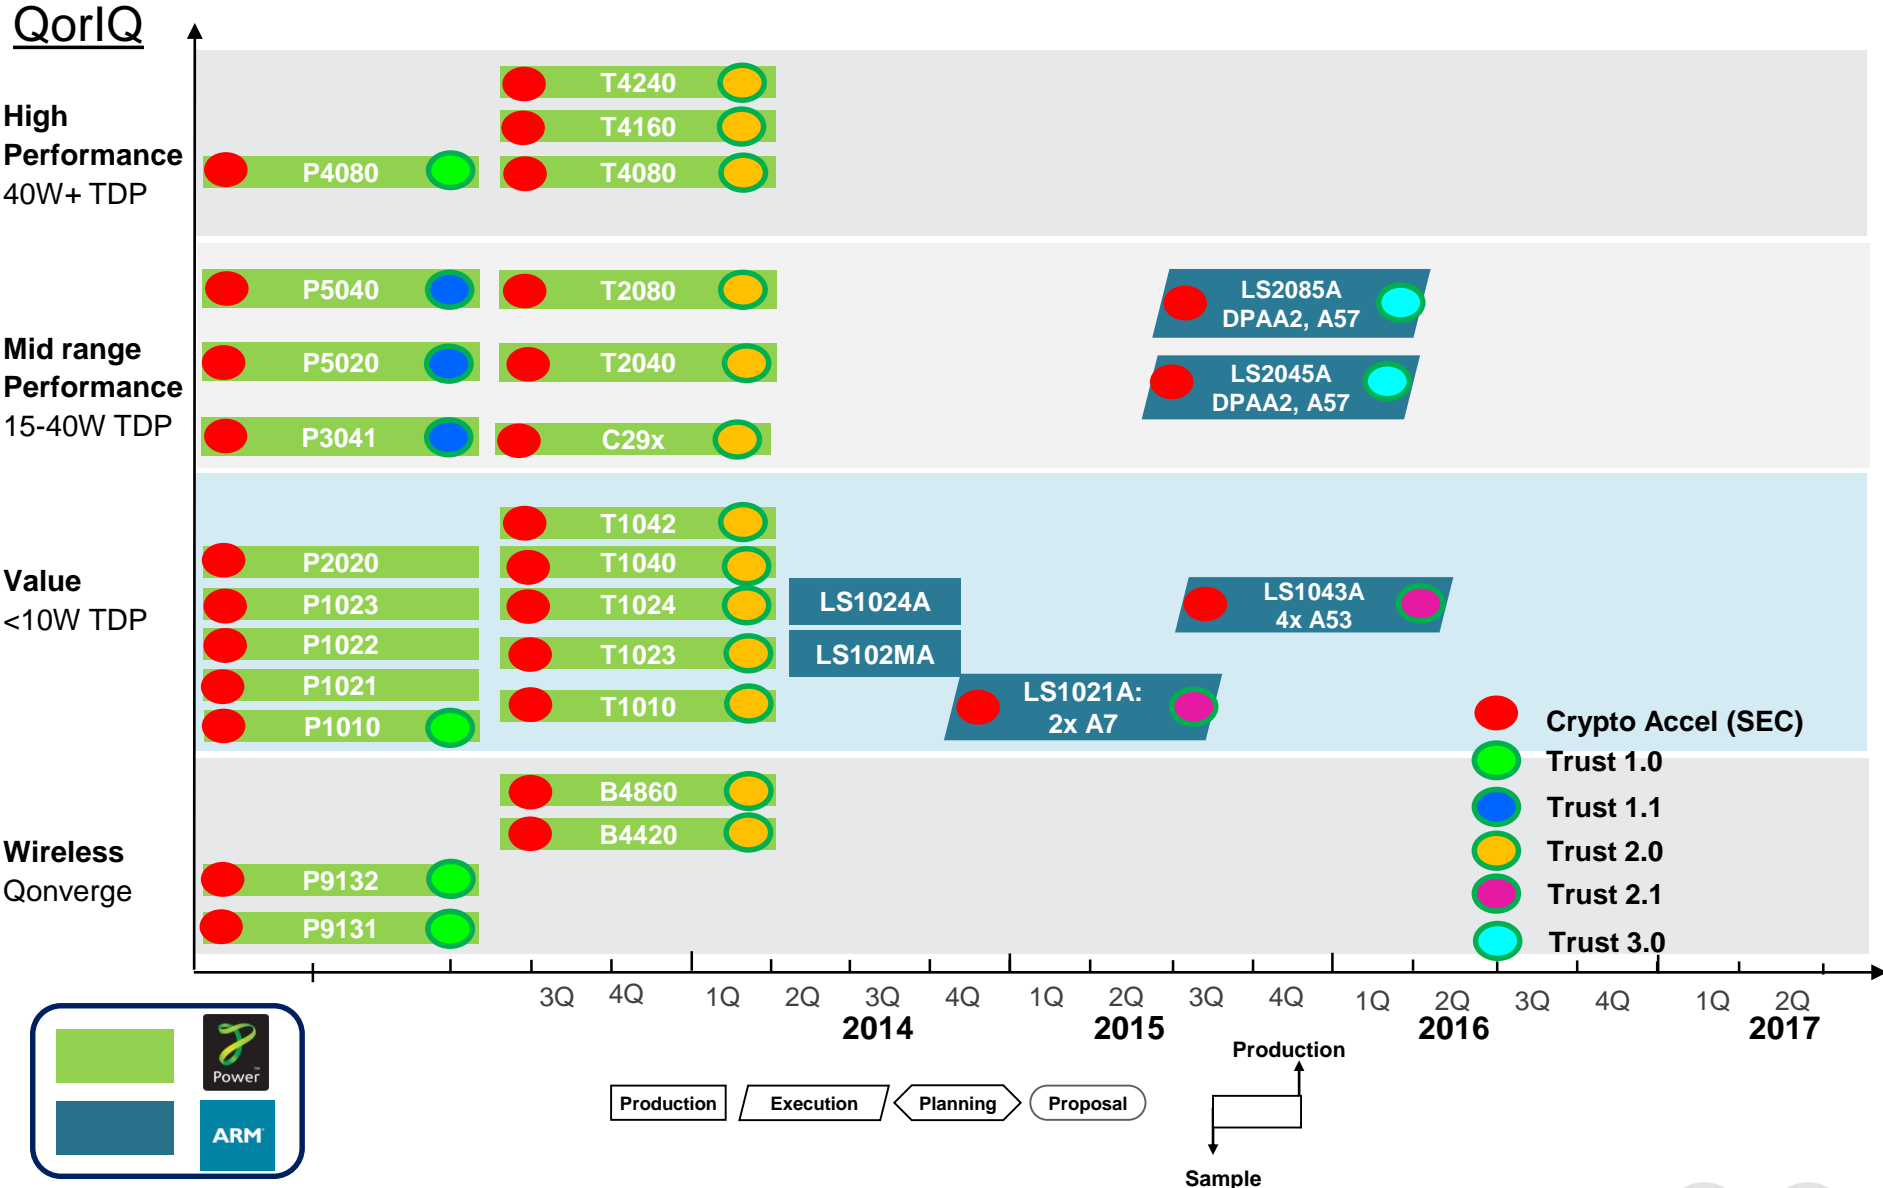 QorIQ
High
Performance
40W+ TDP
T4240
T4160
P4080
T4080
Mid range
Performance
15-40W TDP
P5040
T2080
LS2085A
DPAA2, A57
P5020
T2040
LS2045A
DPAA2, A57
P3041
C29x
Value
<10W TDP
T1042
P2020
T1040
P1023
T1024
LS1024A
LS1043A
4x A53
P1022
T1023
LS102MA
P1021
T1010
LS1021A:
2x A7
P1010
Crypto Accel (SEC)
Trust 1.0
Trust 1.1
Trust 2.0
Trust 2.1
Trust 3.0
Wireless
Qonverge
B4860
B4420
P9132
P9131
3Q 4Q 1Q 2Q 3Q 4Q 1Q 2Q 3Q 4Q 1Q 2Q 3Q 4Q 1Q 2Q
2014 2015 2016 2017
Power
ARM
Production
Execution
Planning
Proposal
Production
Sample